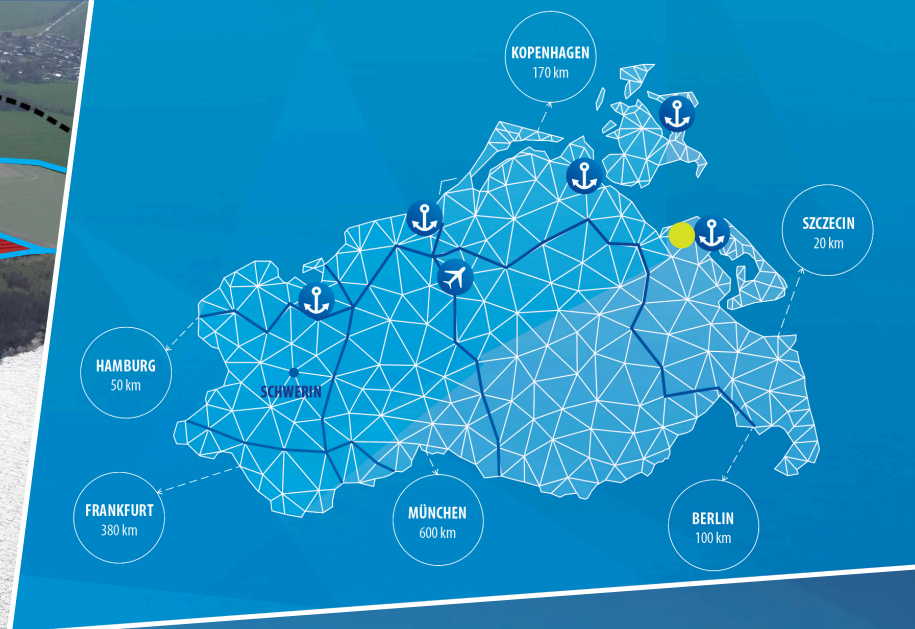 KOPENHAGEN
170 km
SZCZECIN
20 km
HAMBURG
50 km
SCHWERIN
FRANKFURT
380 km
MÜNCHEN
600 km
BERLIN
100 km